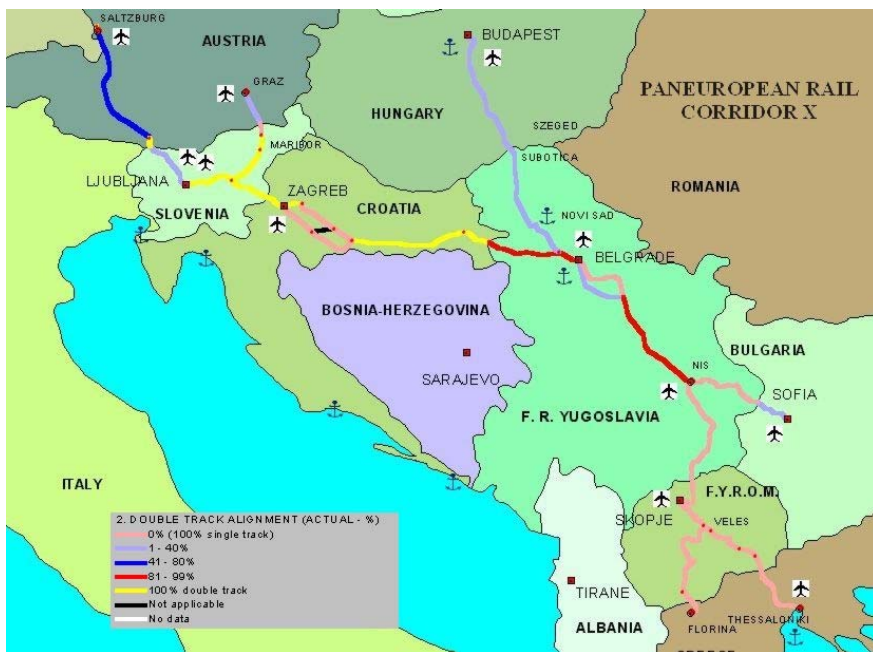 SALTZBURG
AUSTRIA
BUDAPEST
GRAZ
PANEUROPEAN RAIL
CORRIDOR X
HUNGARY
SZEGED
MARIBOR
SUBOTICA
LJUBLJANA
ZAGREB
ROMANIA
SLOVENIA
CROATIA
NOVI SAD
BELGRADE
BOSNIA-HERZEGOVINA
BULGARIA
NIS
SARAJEVO
SOFIA
F. R. YUGOSLAVIA
ITALY
F.Y.R.O.M.
SKOPJE
VELES
2. DOUBLE TRACK ALIGNMENT (ACTUAL - %)
0% (100% single track)
1 - 40%
41 - 80%
81 - 99%
100% double track
Not applicable
No data
TIRANE
THESSALONIKI
FLORINA
ALBANIA